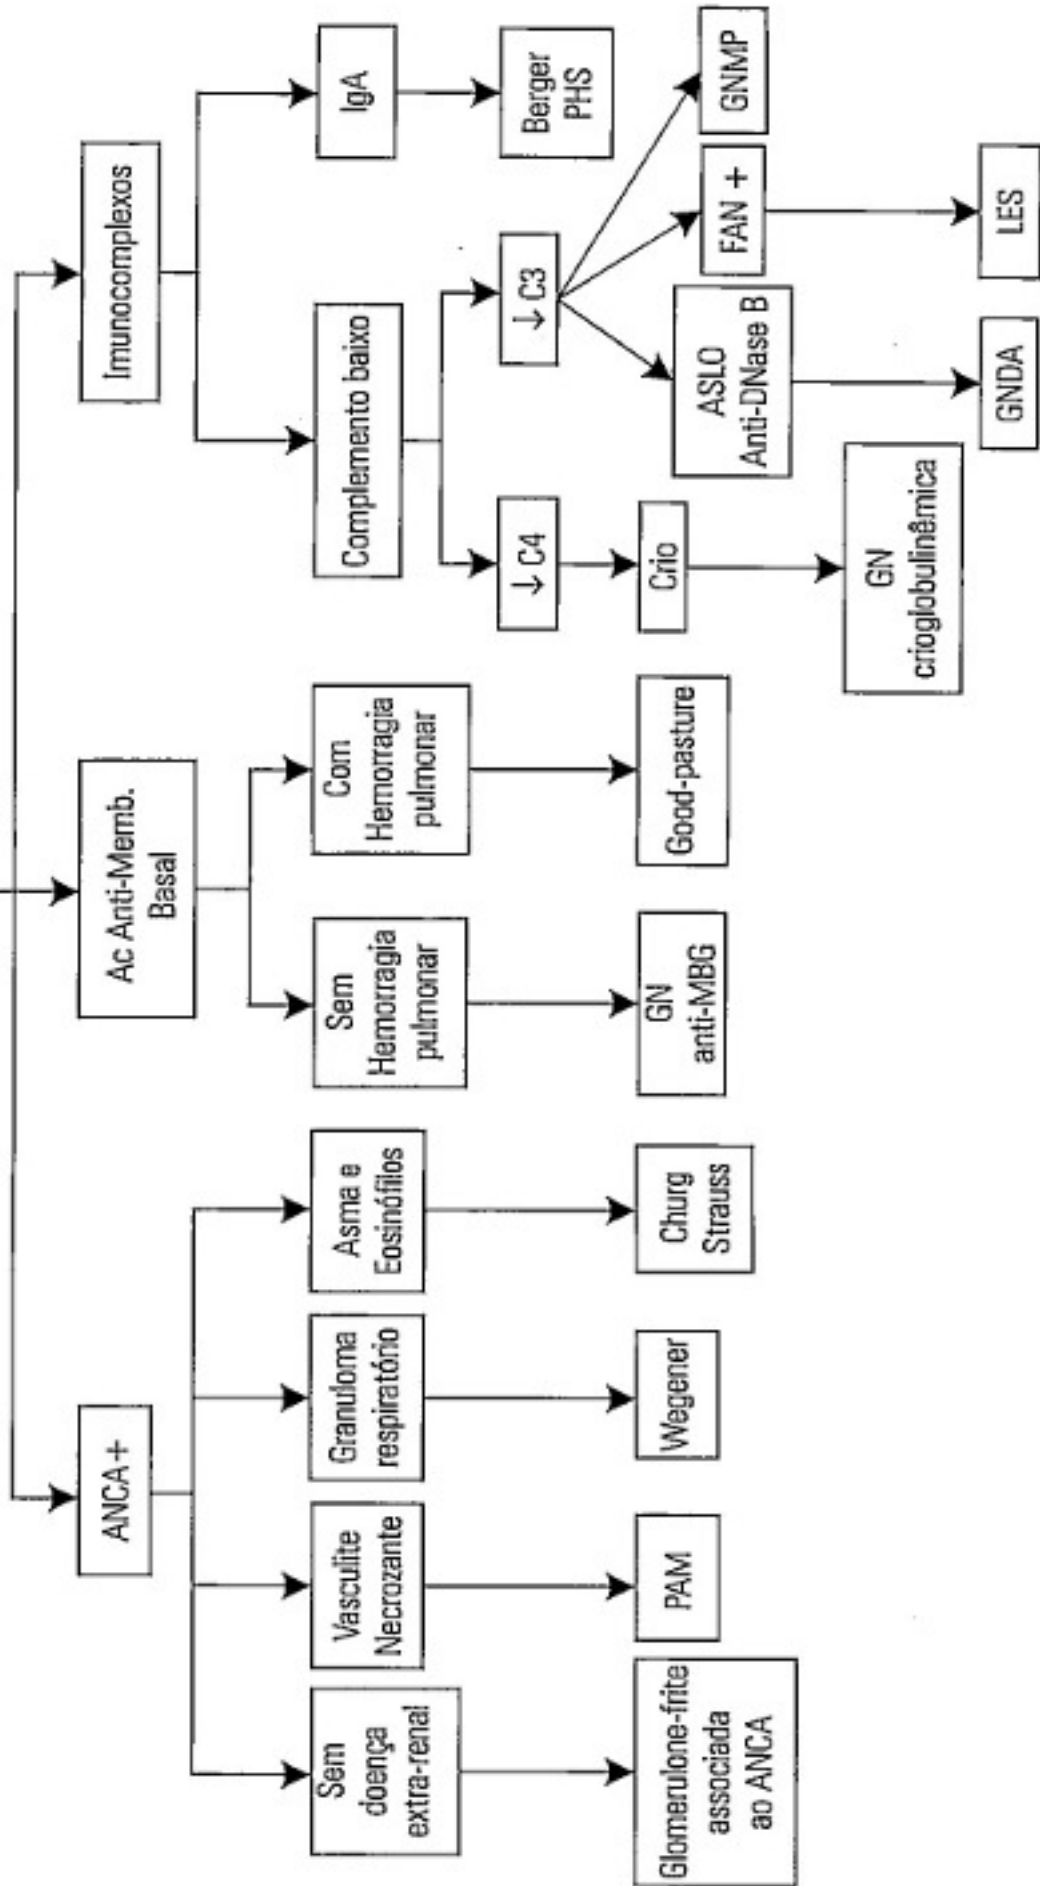 ANCA+
Ac Anti-Memb.
Basal
Imunocomplexos
Sem
doença
extra-renal
Vasculite
Necrozante
Granuloma
respiratório
Asma e
Eosinófilos
Sem
Hemorragia
pulmonar
Com
Hemorragia
pulmonar
Complemento baixo
IgA
↓ C4
↓ C3
Berger
PHS
Glomerulone-frite
associada
ao ANCA
PAM
Wegener
Churg
Strauss
GN
anti-MBG
Good-pasture
Crio
ASLO
Anti-DNase B
FAN +
GNMP
GN
crioglobulinêmica
GNDA
LES